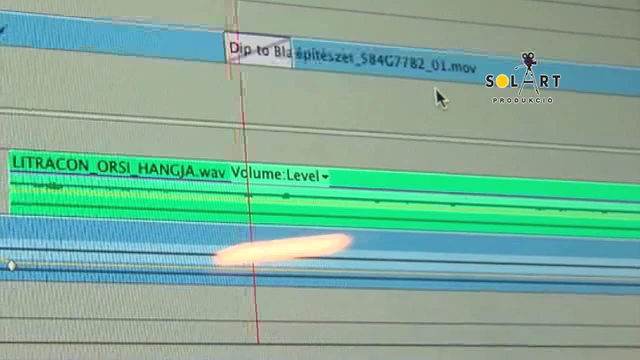 Dip to Bla
építészet_584G7782_01.mov
SOLART
PRODUKCIÓ
LITRACON_ORSI_HANGJA.wav Volume:Level